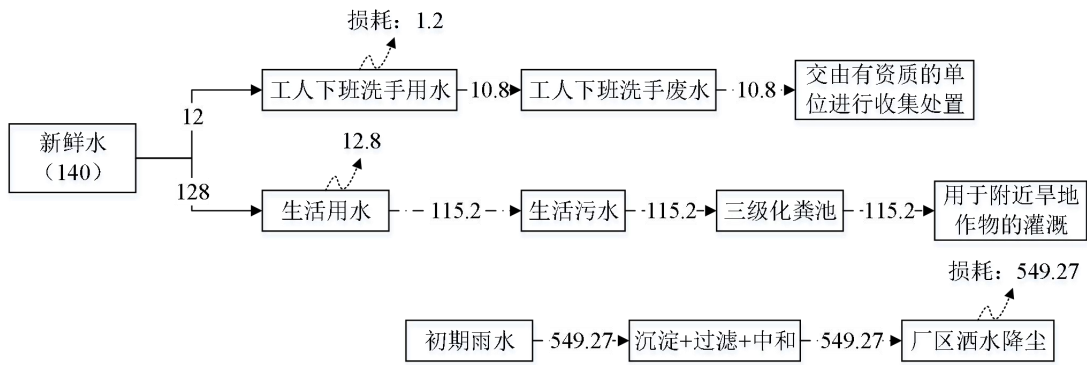 损耗：1.2
工人下班洗手用水
10.8
工人下班洗手废水
10.8
交由有资质的单
位进行收集处置
12
新鲜水
（140）
128
12.8
生活用水
115.2
生活污水
115.2
三级化粪池
115.2
用于附近旱地
作物的灌溉
损耗：549.27
初期雨水
549.27
沉淀+过滤+中和
549.27
厂区洒水降尘